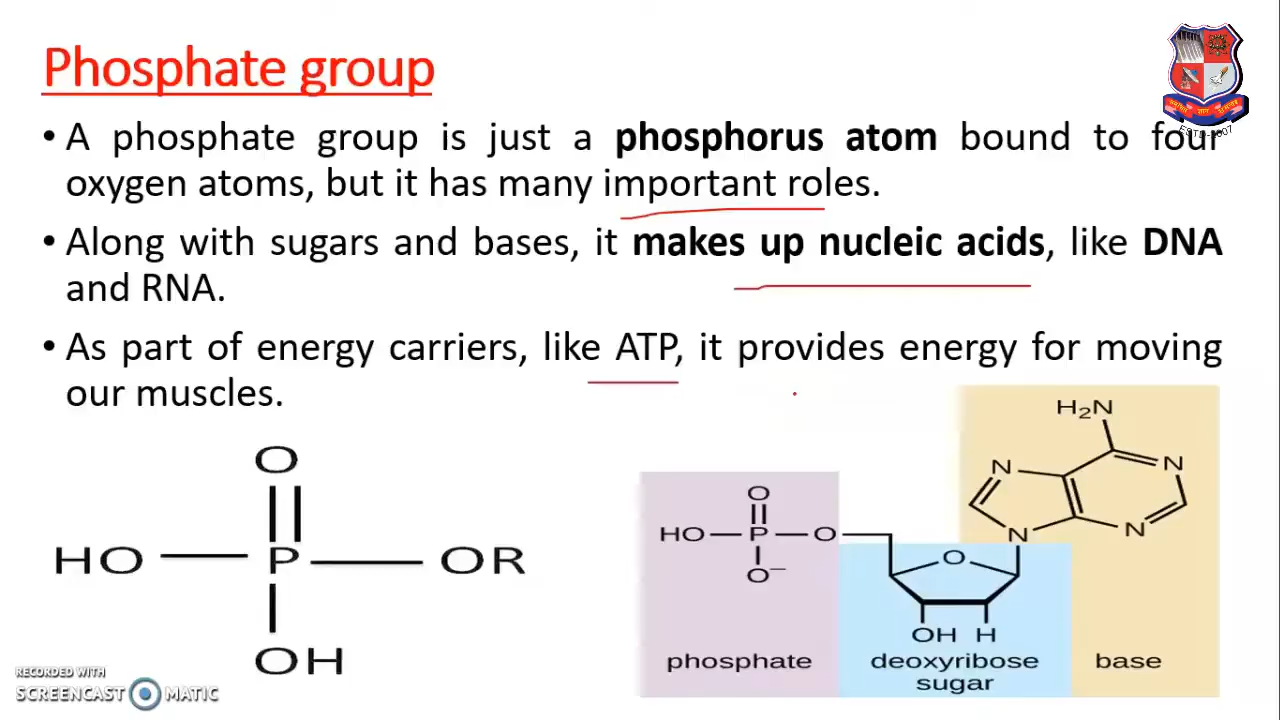 Phosphate group
• A phosphate group is just a phosphorus atom bound to four
oxygen atoms, but it has many important roles.
• Along with sugars and bases, it makes up nucleic acids, like DNA
and RNA.
• As part of energy carriers, like ATP, it provides energy for moving
our muscles.
ESTD-2007
O
HO P OR
OH
H₂N
N N
N N
O
HO P O
O⁻
O
OH H
phosphate
deoxyribose
sugar
base
RECORDED WITH
SCREENCAST MATIC